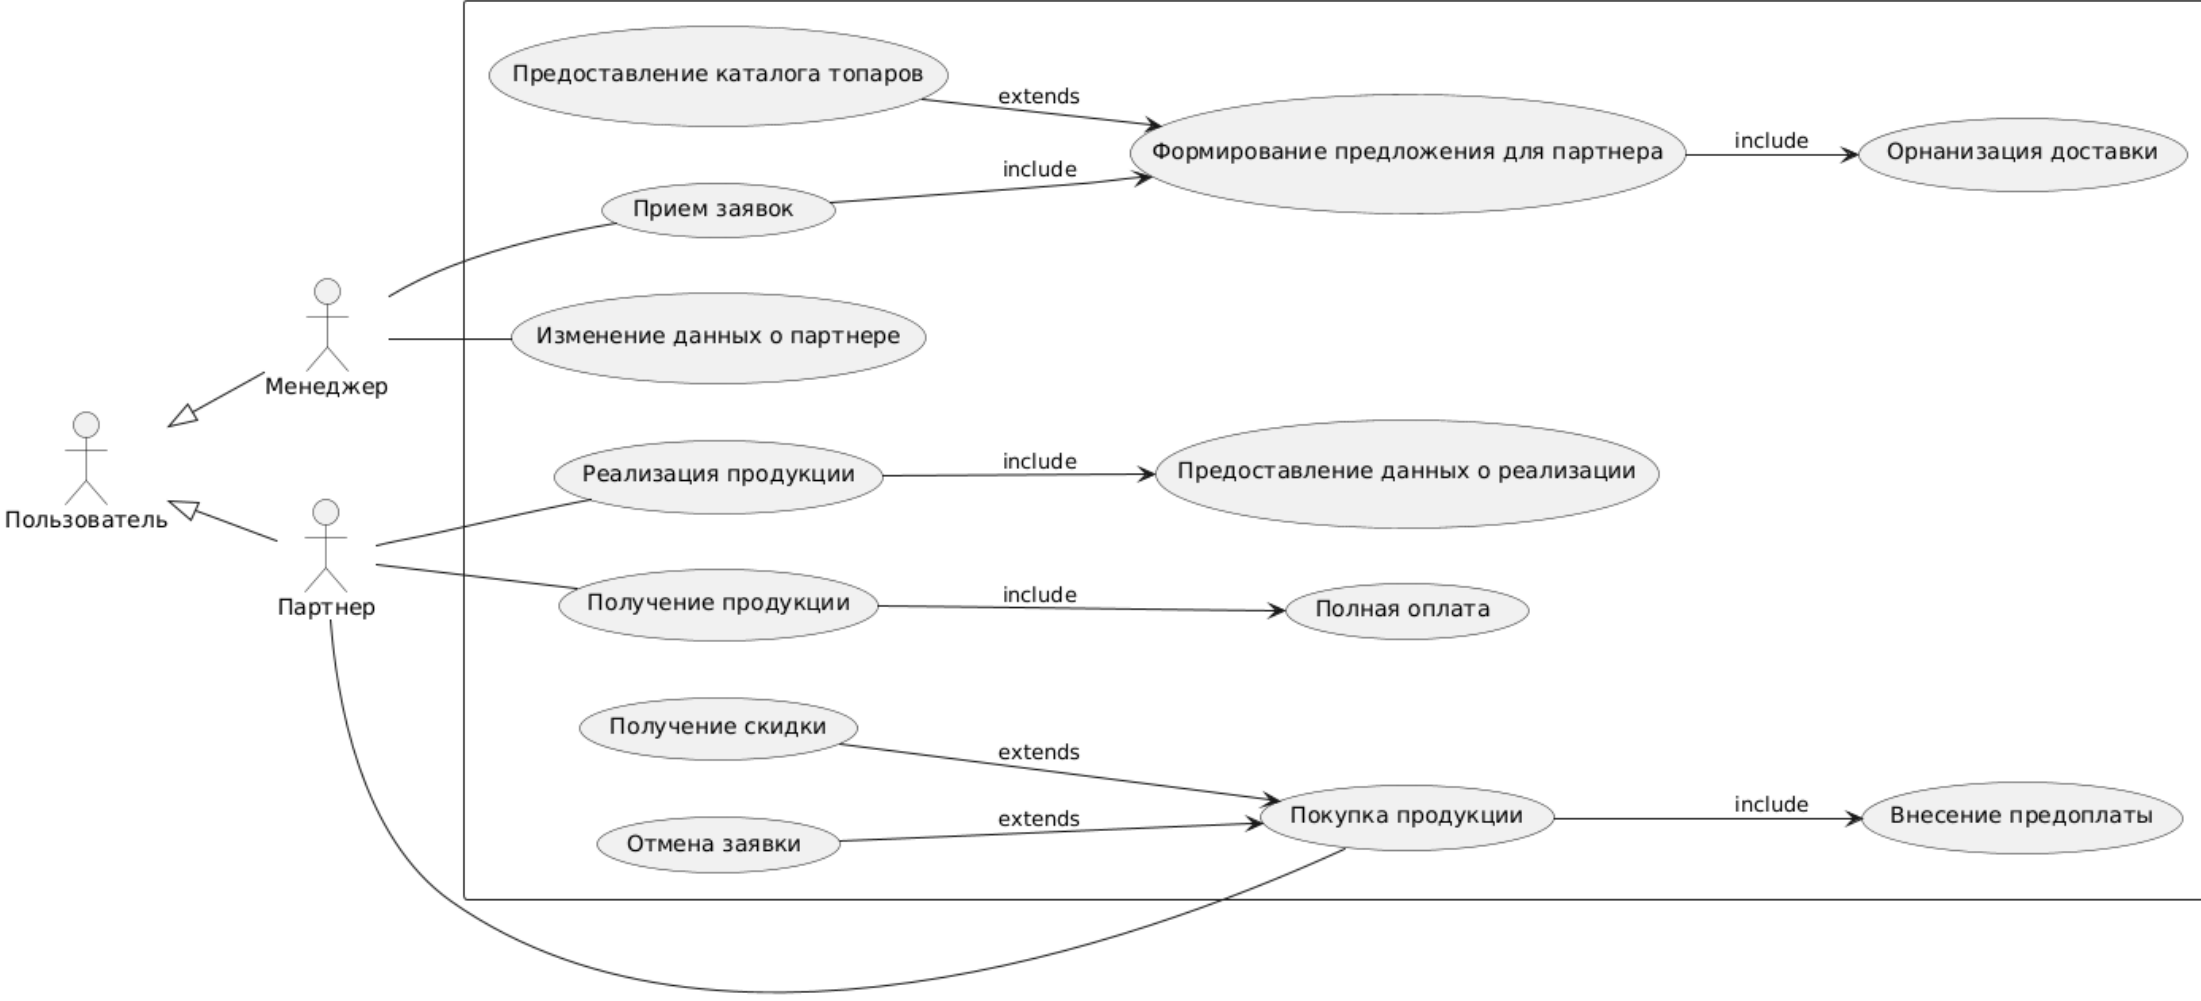 Предоставление каталога топаров
extends
Формирование предложения для партнера
include
Орнанизация доставки
include
Прием заявок
Изменение данных о партнере
Менеджер
Пользователь
Реализация продукции
include
Предоставление данных о реализации
Партнер
Получение продукции
include
Полная оплата
Получение скидки
extends
Отмена заявки
extends
Покупка продукции
include
Внесение предоплаты